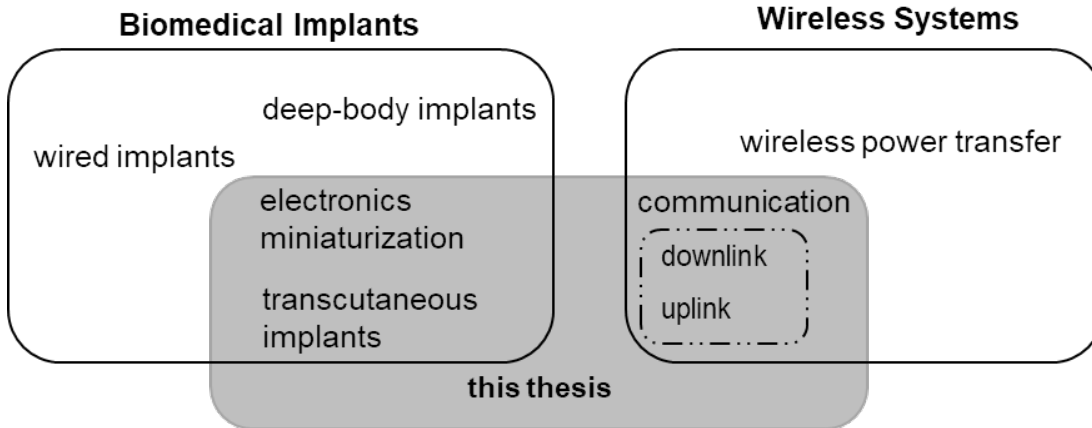 Biomedical Implants
Wireless Systems
deep-body implants
wired implants
electronics
miniaturization
transcutaneous
implants
wireless power transfer
communication
downlink
uplink
this thesis